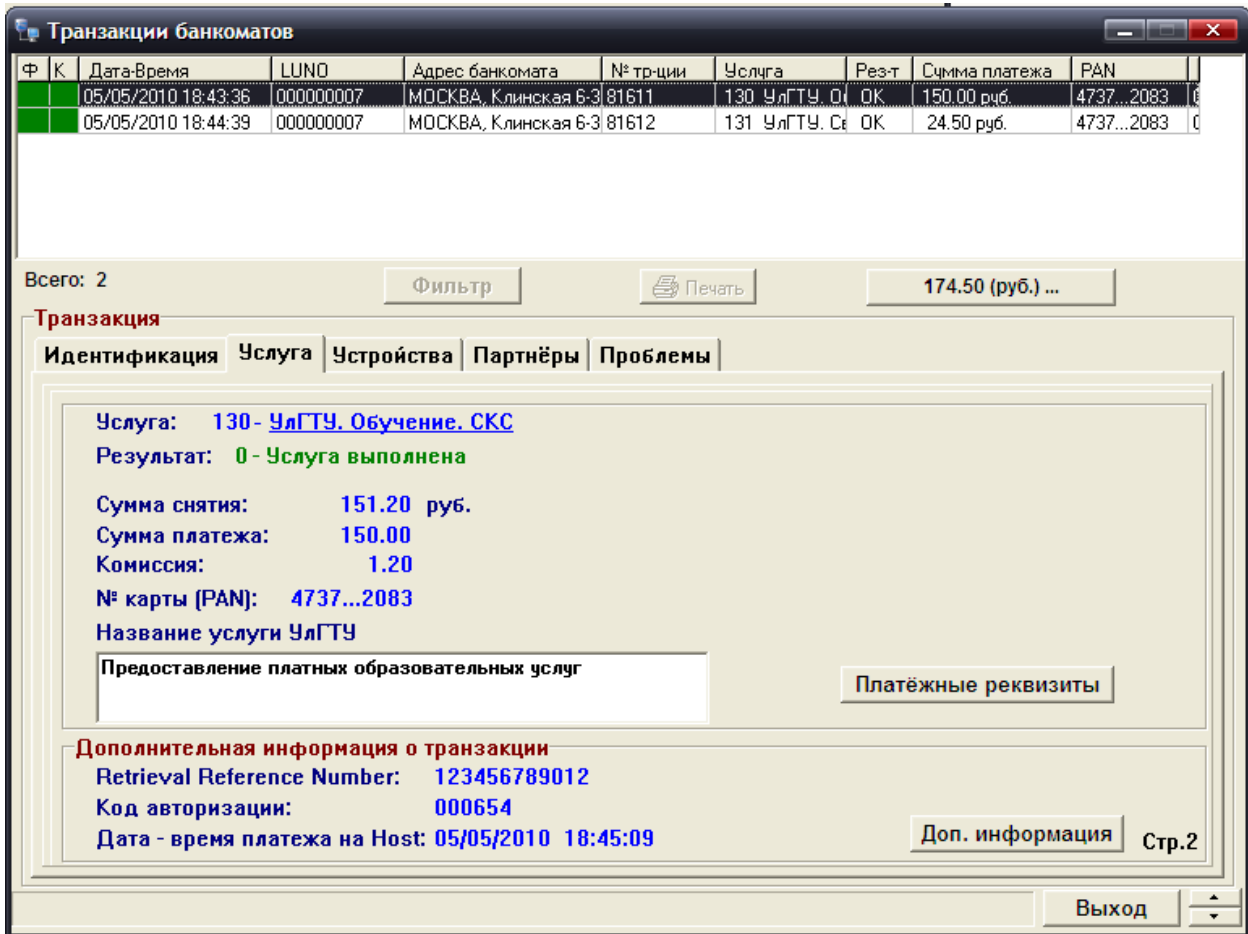 Транзакции банкоматов
Ф К Дата-Время LUNO Адрес банкомата № тр-ции Услуга Рез-т Сумма платежа PAN
05/05/2010 18:43:36 000000007 МОСКВА, Клинская 6-3 81611 130 УлГТУ. ОК 150.00 руб. 4737...2083
05/05/2010 18:44:39 000000007 МОСКВА, Клинская 6-3 81612 131 УлГТУ. ОК 24.50 руб. 4737...2083
Всего: 2 Фильтр Печать 174.50 (руб.) ...
Транзакция
Идентификация Услуга Устройства Партнёры Проблемы
Услуга: 130 - УлГТУ. Обучение. СКС
Результат: 0 - Услуга выполнена
Сумма снятия: 151.20 руб.
Сумма платежа: 150.00
Комиссия: 1.20
№ карты (PAN): 4737...2083
Название услуги УлГТУ
Предоставление платных образовательных услуг
Платёжные реквизиты
Дополнительная информация о транзакции
Retrieval Reference Number: 123456789012
Код авторизации: 000654
Дата - время платежа на Host: 05/05/2010 18:45:09
Доп. информация Стр.2
Выход